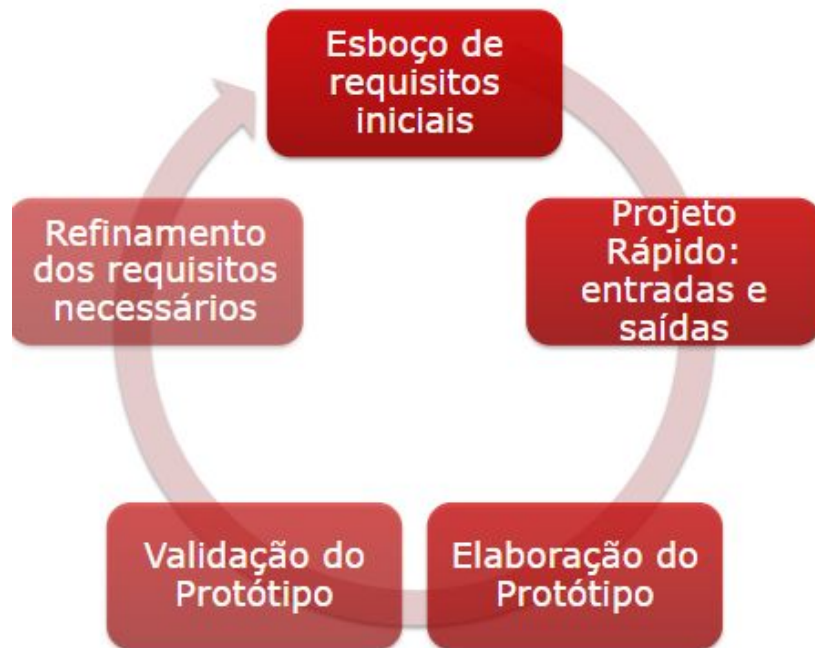 Esboço de
requisitos
iniciais
Projeto
Rápido:
entradas e
saídas
Elaboração do
Protótipo
Validação do
Protótipo
Refinamento
dos requisitos
necessários